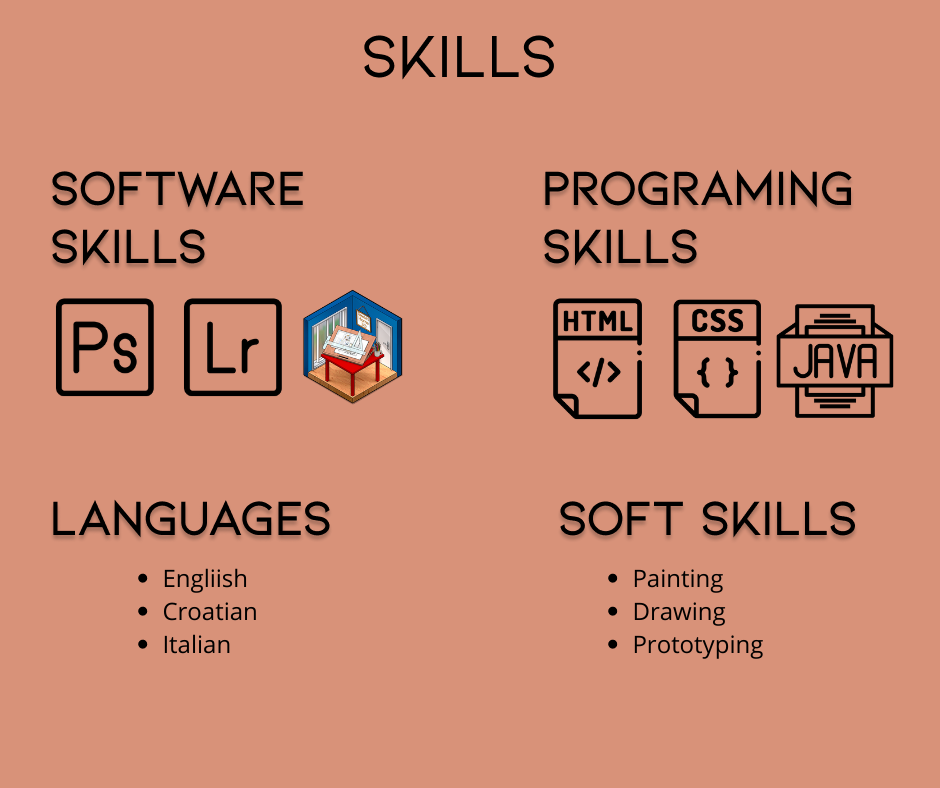 SKILLS
SOFTWARE
SKILLS
Ps Lr
PROGRAMING
SKILLS
HTML CSS JAVA
</> { }
LANGUAGES
• Engliish
• Croatian
• Italian
SOFT SKILLS
• Painting
• Drawing
• Prototyping